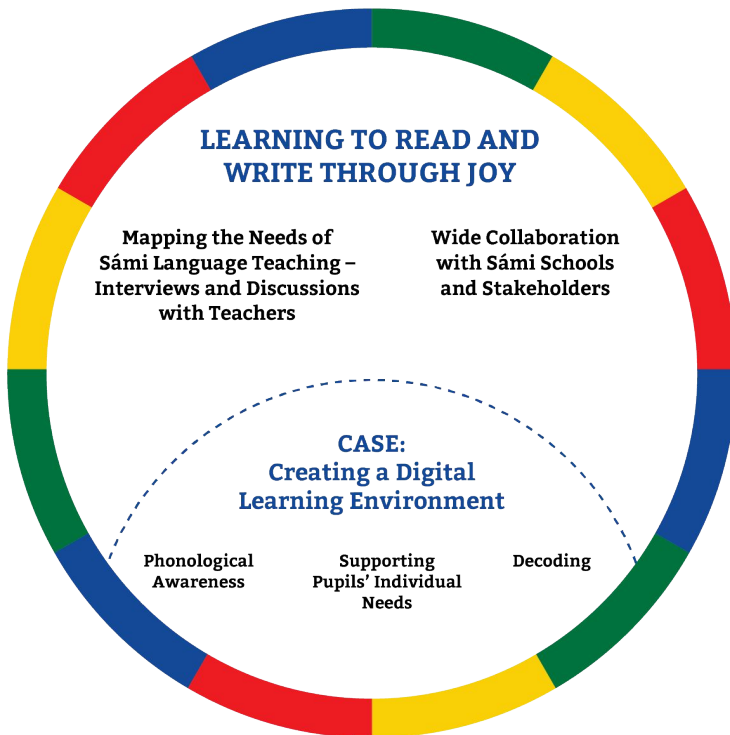 LEARNING TO READ AND
WRITE THROUGH JOY
Mapping the Needs of
Sámi Language Teaching –
Interviews and Discussions
with Teachers
Wide Collaboration
with Sámi Schools
and Stakeholders
CASE:
Creating a Digital
Learning Environment
Phonological
Awareness
Supporting
Pupils’ Individual
Needs
Decoding